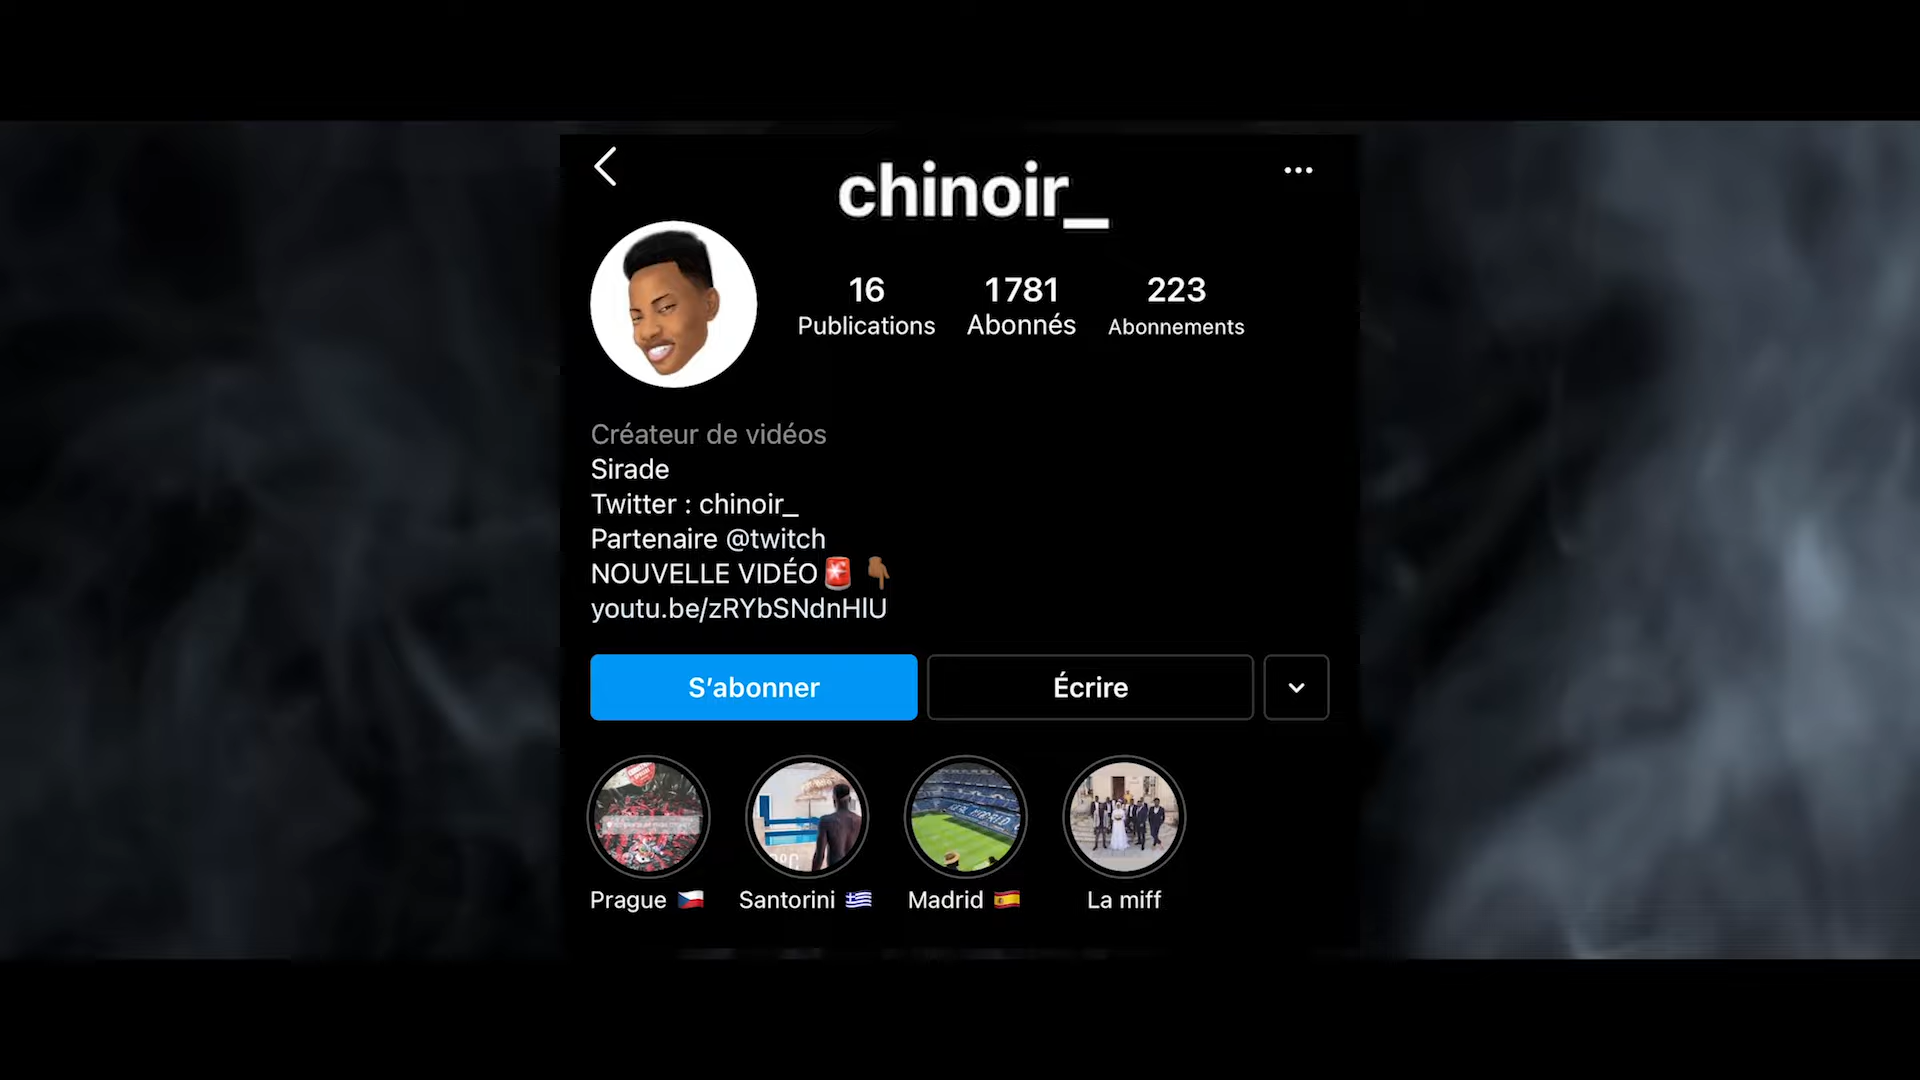 chinoir_
16
Publications
1781
Abonnés
223
Abonnements
Créateur de vidéos
Sirade
Twitter : chinoir_
Partenaire @twitch
NOUVELLE VIDÉO🚨 👇🏾
youtu.be/zRYbSNdnHlU
S’abonner
Écrire
Prague 🇨🇿
Santorini 🇬🇷
Madrid 🇪🇸
La miff